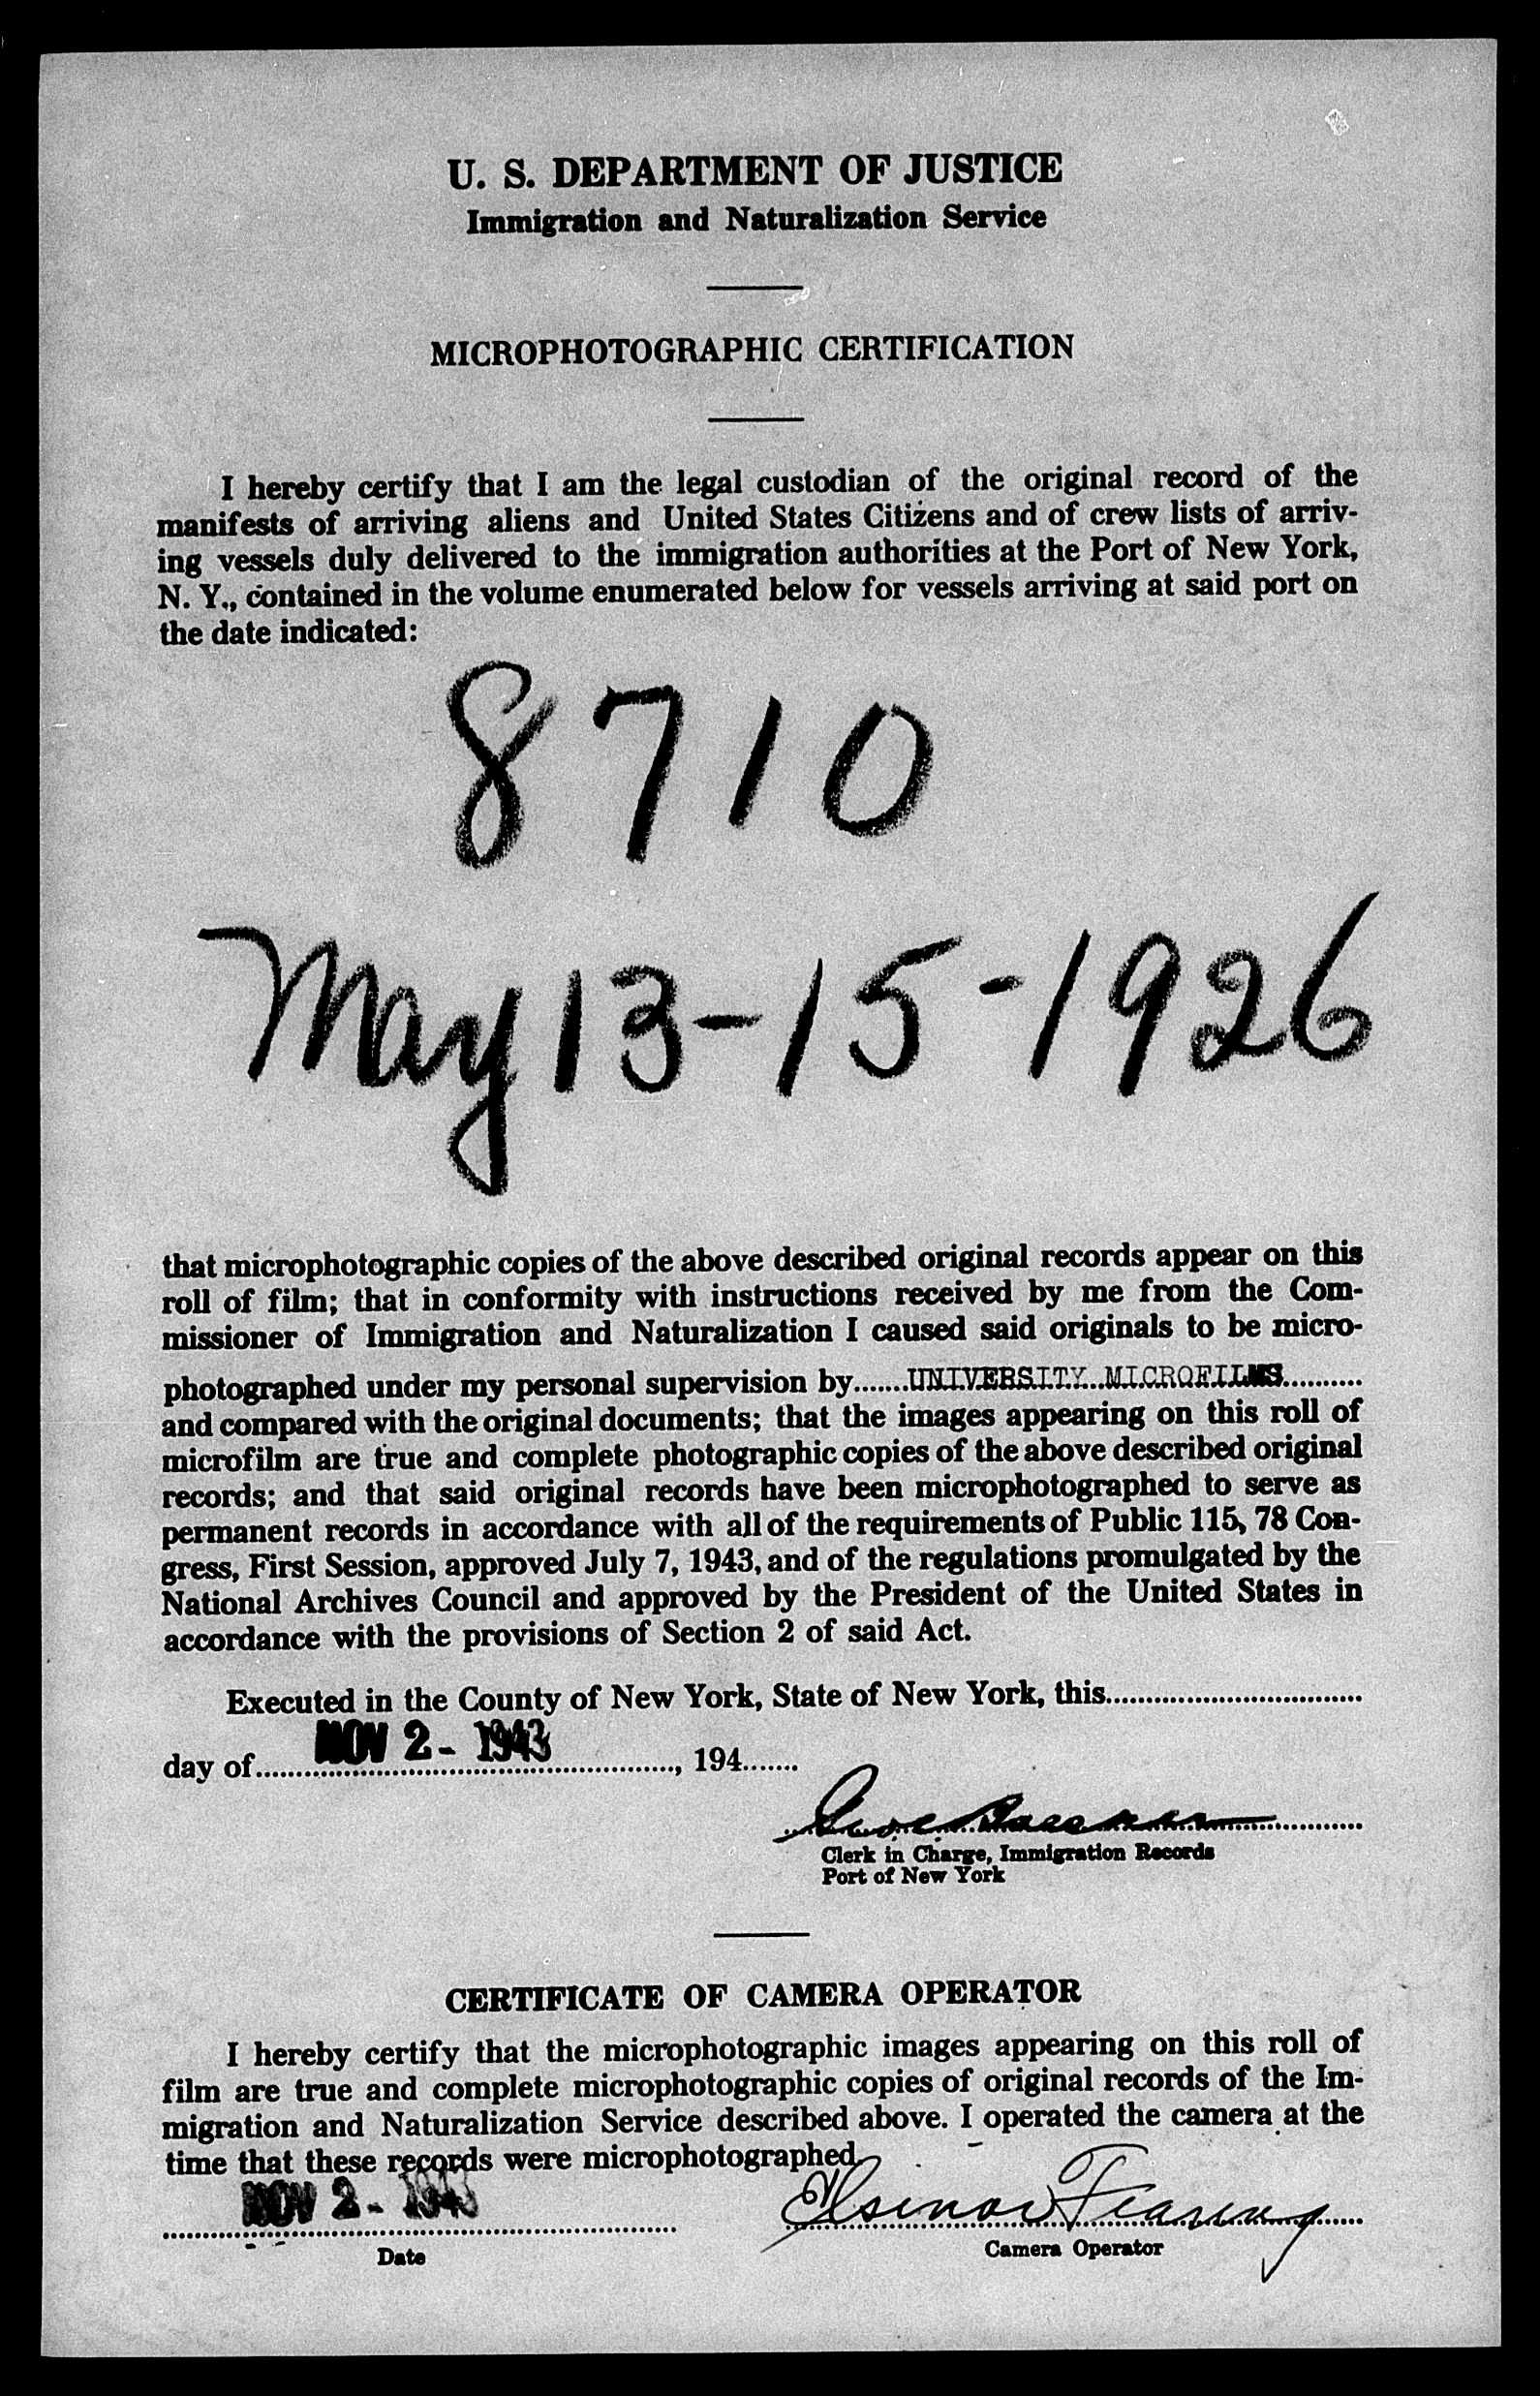 U. S. DEPARTMENT OF JUSTICE
Immigration and Naturalization Service
MICROPHOTOGRAPHIC CERTIFICATION
I hereby certify that I am the legal custodian of the original record of the
manifests of arriving aliens and United States Citizens and of crew lists of arriv-
ing vessels duly delivered to the immigration authorities at the Port of New York,
N. Y., contained in the volume enumerated below for vessels arriving at said port on
the date indicated:
8710
May 13-15-1926
that microphotographic copies of the above described original records appear on this
roll of film; that in conformity with instructions received by me from the Com-
missioner of Immigration and Naturalization I caused said originals to be micro-
photographed under my personal supervision by.......UNIVERSITY MICROFILMS..........
and compared with the original documents; that the images appearing on this roll of
microfilm are true and complete photographic copies of the above described original
records; and that said original records have been microphotographed to serve as
permanent records in accordance with all of the requirements of Public 115, 78 Con-
gress, First Session, approved July 7, 1943, and of the regulations promulgated by the
National Archives Council and approved by the President of the United States in
accordance with the provisions of Section 2 of said Act.
Executed in the County of New York, State of New York, this................................
day of NOV 2 - 1943 ................, 194.......
Clerk in Charge, Immigration Records
Port of New York
CERTIFICATE OF CAMERA OPERATOR
I hereby certify that the microphotographic images appearing on this roll of
film are true and complete microphotographic copies of original records of the Im-
migration and Naturalization Service described above. I operated the camera at the
time that these records were microphotographed.
NOV 2 - 1943
Elsinor Fearing
Date
Camera Operator